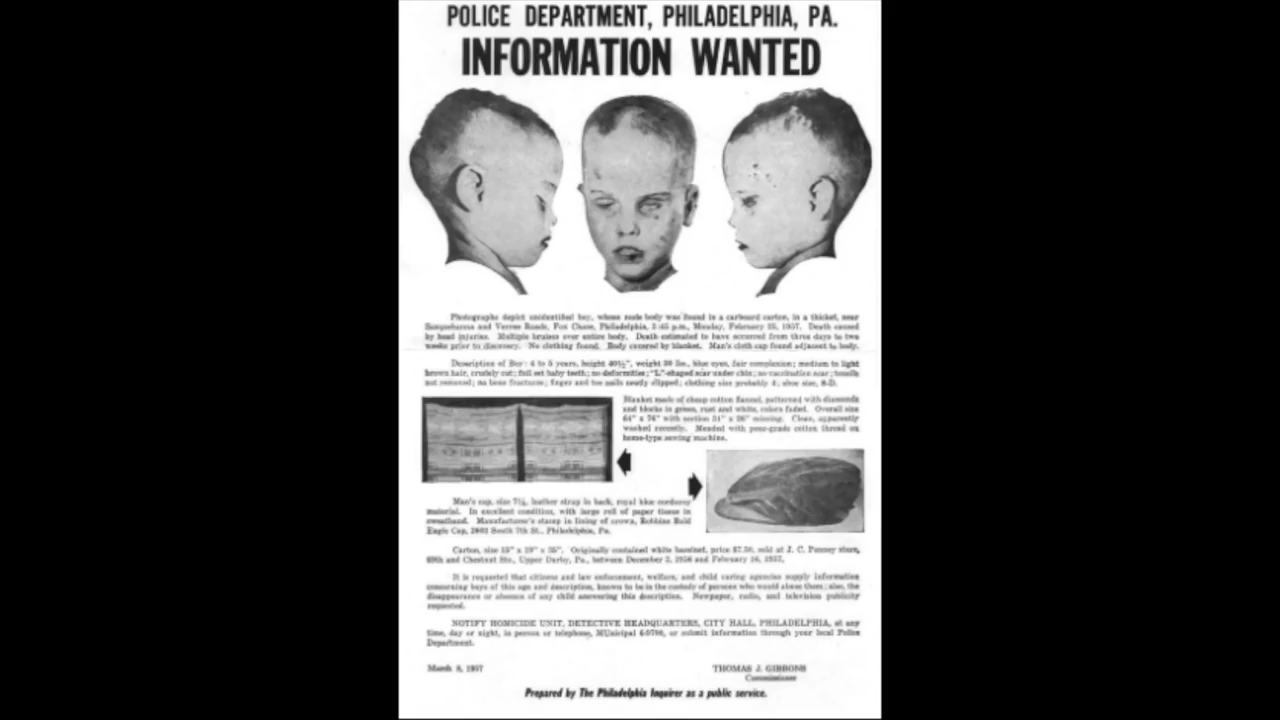 POLICE DEPARTMENT, PHILADELPHIA, PA.
INFORMATION WANTED
Photographs depict unidentified boy, whose nude body was found in a carboard carton, in a thicket, near
Susquehanna and Verree Roads, Fox Chase, Philadelphia, 3:45 p.m., Monday, February 25, 1957. Death caused
by head injuries. Multiple bruises over entire body. Death estimated to have occurred from three days to two
weeks prior to discovery. No clothing found. Body covered by blanket. Man's cloth cap found adjacent to body.
Description of Boy: 4 to 5 years, height 40½", weight 30 lbs., blue eyes, fair complexion; medium to light
brown hair, crudely cut; full set baby teeth; no deformities; "L"-shaped scar under chin; no vaccination scar; tonsils
not removed; no bone fractures; finger and toe nails newly clipped; clothing size probably 4; shoe size, 8-D.
Blanket made of cheap cotton flannel, patterned with diamonds
and blocks in green, rust and white, colors faded. Overall size
64" x 76" with section 31" x 26" missing. Clean, apparently
washed recently. Mended with poor-grade cotton thread on
home-type sewing machine.
Man's cap, size 7⅛, leather strap in back, royal blue corduroy
material. In excellent condition, with large roll of paper tissue in
sweatband. Manufacturer's stamp in lining of crown, Robbins Bald
Eagle Cap, 2603 South 7th St., Philadelphia, Pa.
Carton, size 15" x 19" x 35". Originally contained white bassinet, price $7.50, sold at J. C. Penney store,
69th and Chestnut Sts., Upper Darby, Pa., between December 3, 1956 and February 16, 1957.
It is requested that citizens and law enforcement, welfare, and child caring agencies supply information
concerning boys of this age and description, known to be in the custody of persons who would abuse them; also, the
disappearance or absence of any child answering this description. Newpaper, radio, and television publicity
requested.
NOTIFY HOMICIDE UNIT, DETECTIVE HEADQUARTERS, CITY HALL, PHILADELPHIA, at any
time, day or night, in person or telephone, MUnicipal 6-9700, or submit information through your local Police
Department.
March 8, 1957
THOMAS J. GIBBONS
Commissioner
Prepared by The Philadelphia Inquirer as a public service.